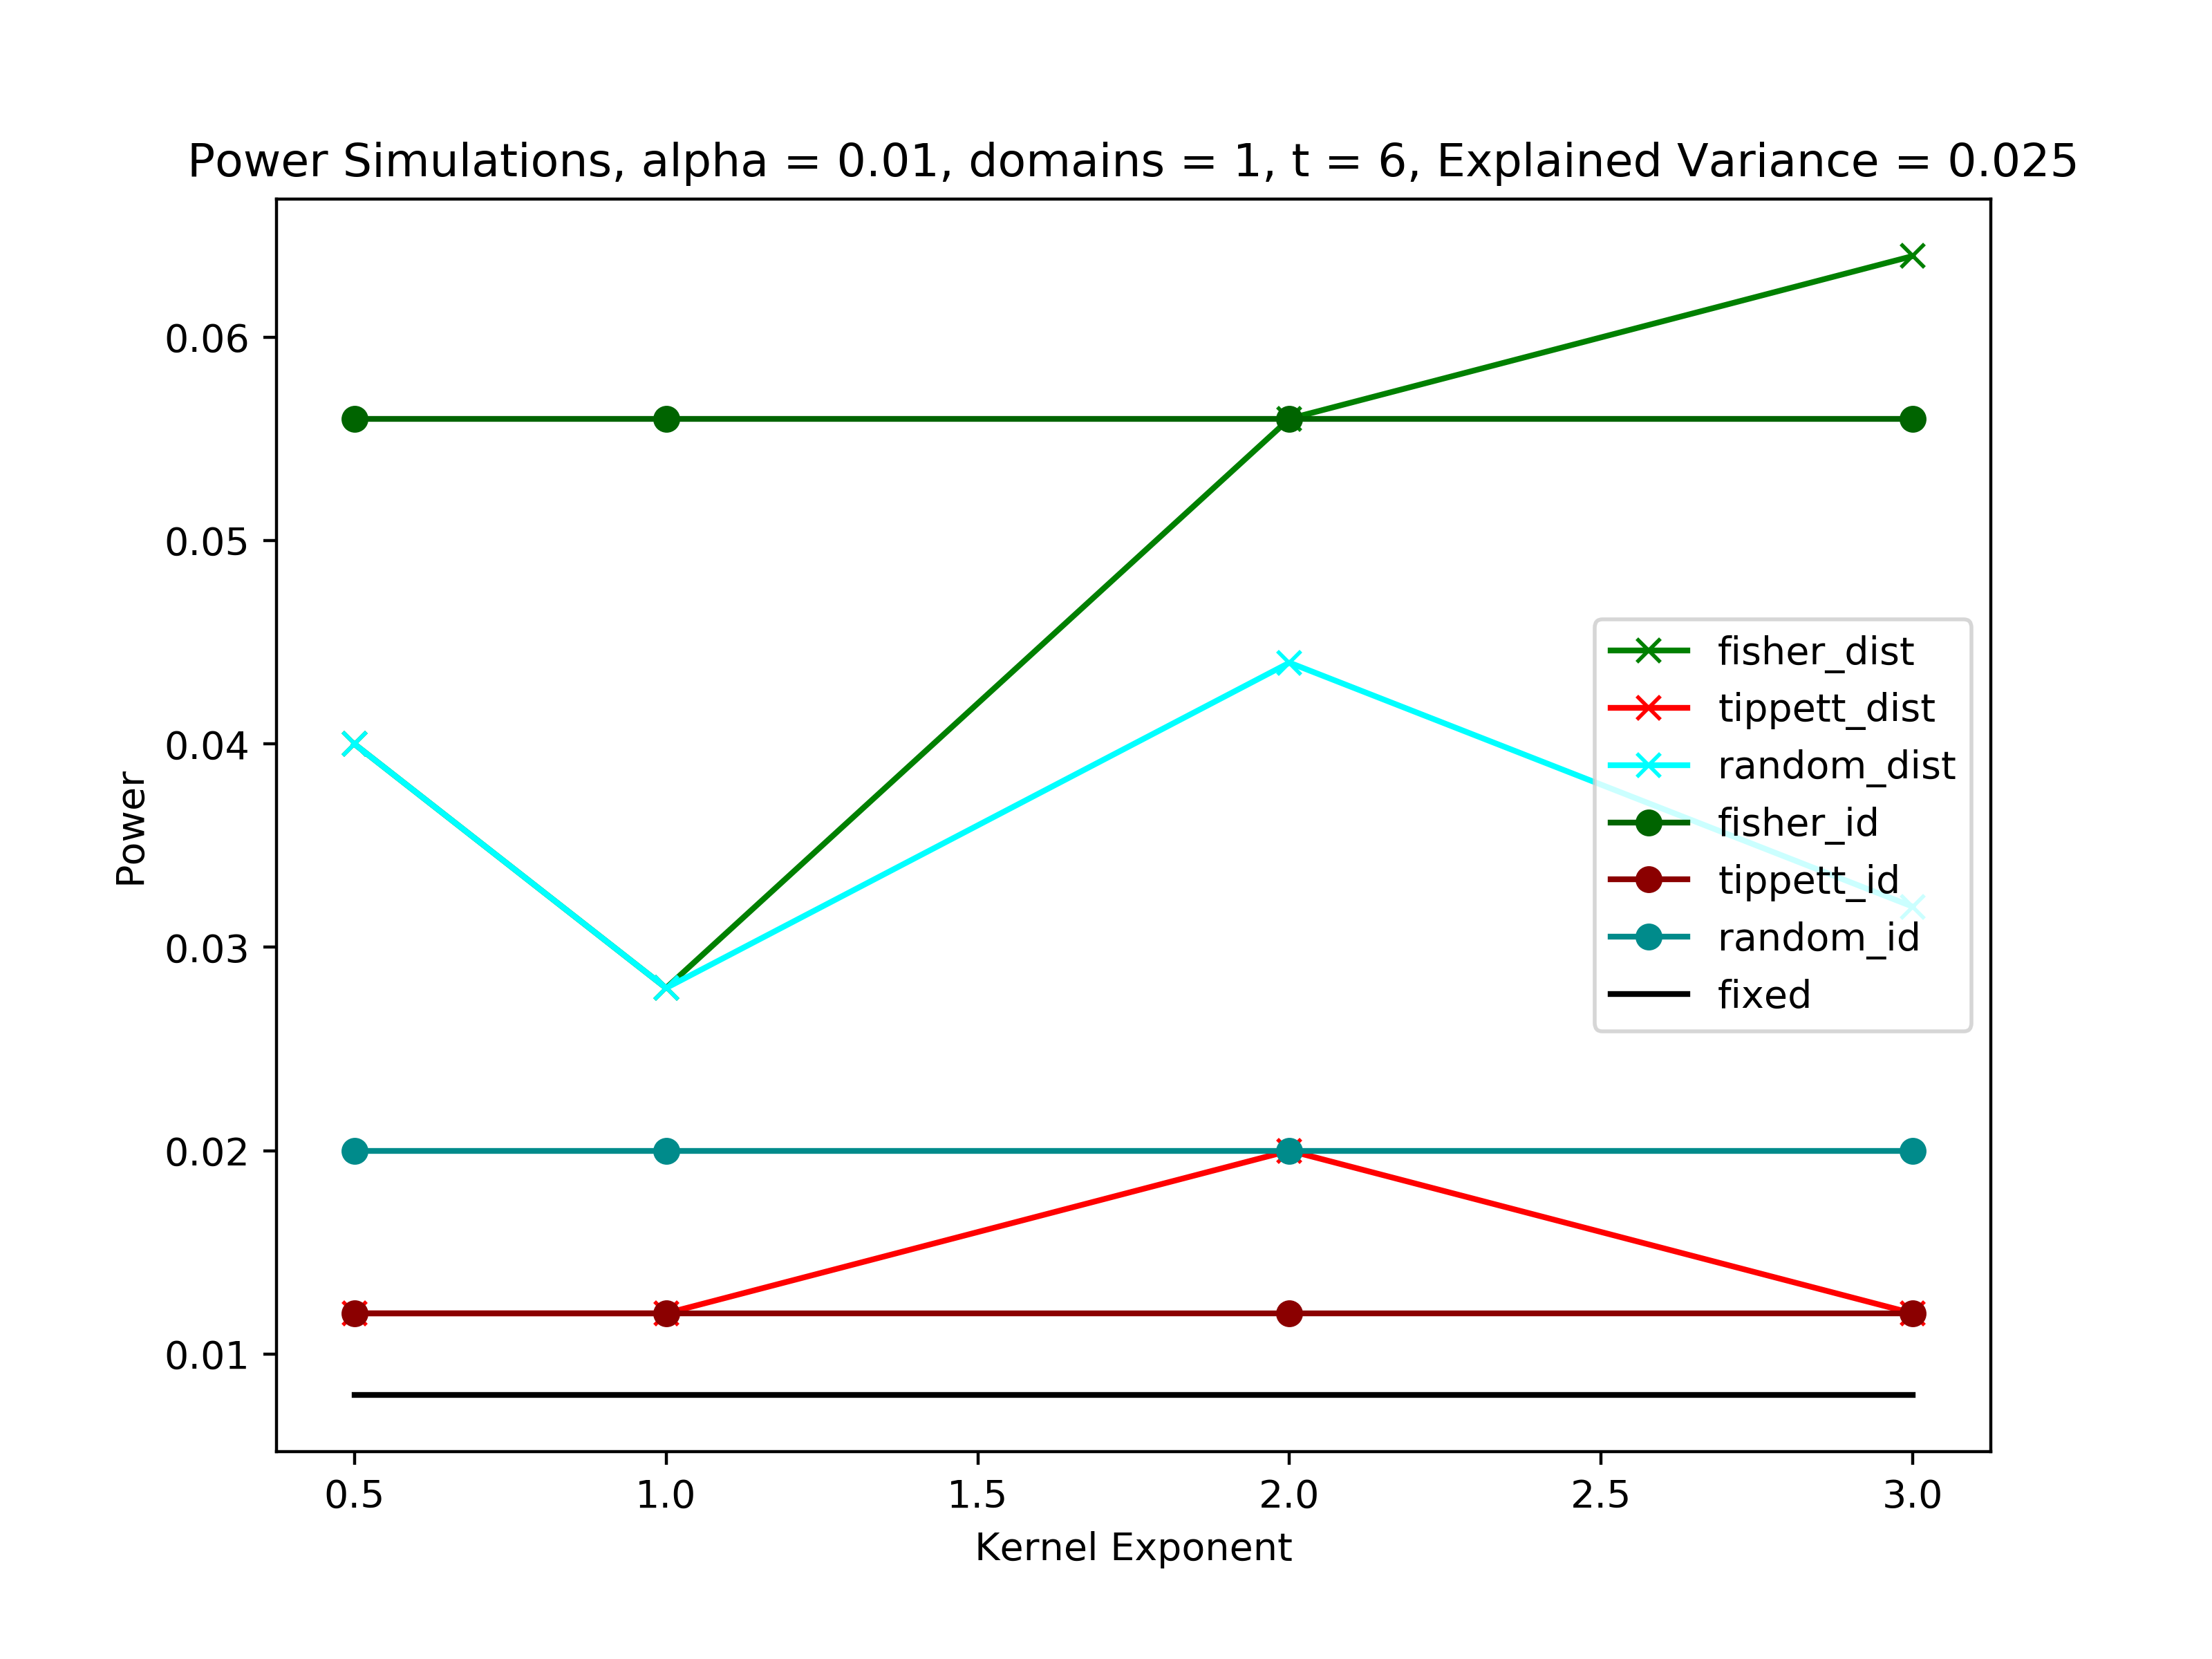 Power Simulations, alpha = 0.01, domains = 1, t = 6, Explained Variance = 0.025
0.06
0.05
0.04
0.03
0.02
0.01
Power
fisher_dist
tippett_dist
random_dist
fisher_id
tippett_id
random_id
fixed
0.5 1.0 1.5 2.0 2.5 3.0
Kernel Exponent